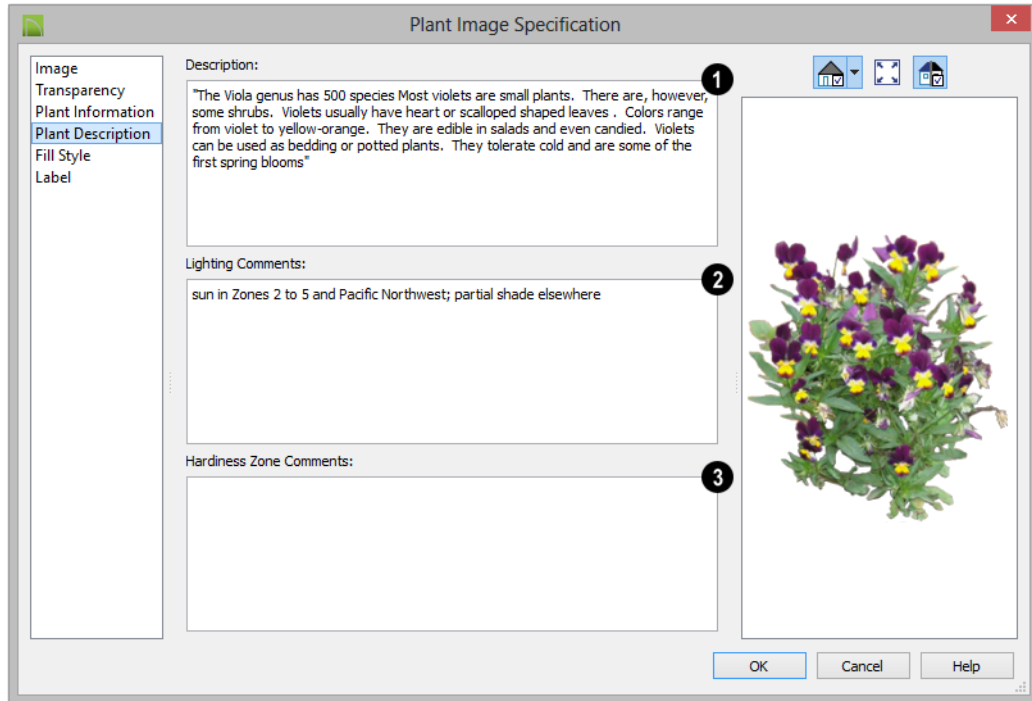 Plant Image Specification
Image
Transparency
Plant Information
Plant Description
Fill Style
Label
Description:
1
"The Viola genus has 500 species Most violets are small plants.  There are, however,
some shrubs.  Violets usually have heart or scalloped shaped leaves .  Colors range
from violet to yellow-orange.  They are edible in salads and even candied.  Violets
can be used as bedding or potted plants.  They tolerate cold and are some of the
first spring blooms"
Lighting Comments:
2
sun in Zones 2 to 5 and Pacific Northwest; partial shade elsewhere
Hardiness Zone Comments:
3
OK
Cancel
Help